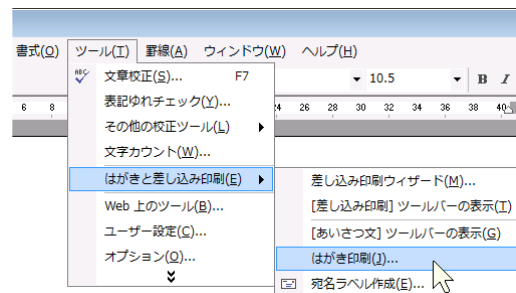 書式(O) ツール(T) 罫線(A) ウィンドウ(W) ヘルプ(H)
文章校正(S)... F7
10.5 B I
表記ゆれチェック(Y)...
6 8 24 26 28 30 32 34 36 38 40
その他の校正ツール(L)
文字カウント(W)...
はがきと差し込み印刷(E)
差し込み印刷ウィザード(M)...
Web 上のツール(B)...
[差し込み印刷] ツールバーの表示(T)
ユーザー設定(C)...
[あいさつ文] ツールバーの表示(G)
オプション(O)...
はがき印刷(J)...
宛名ラベル作成(E)...